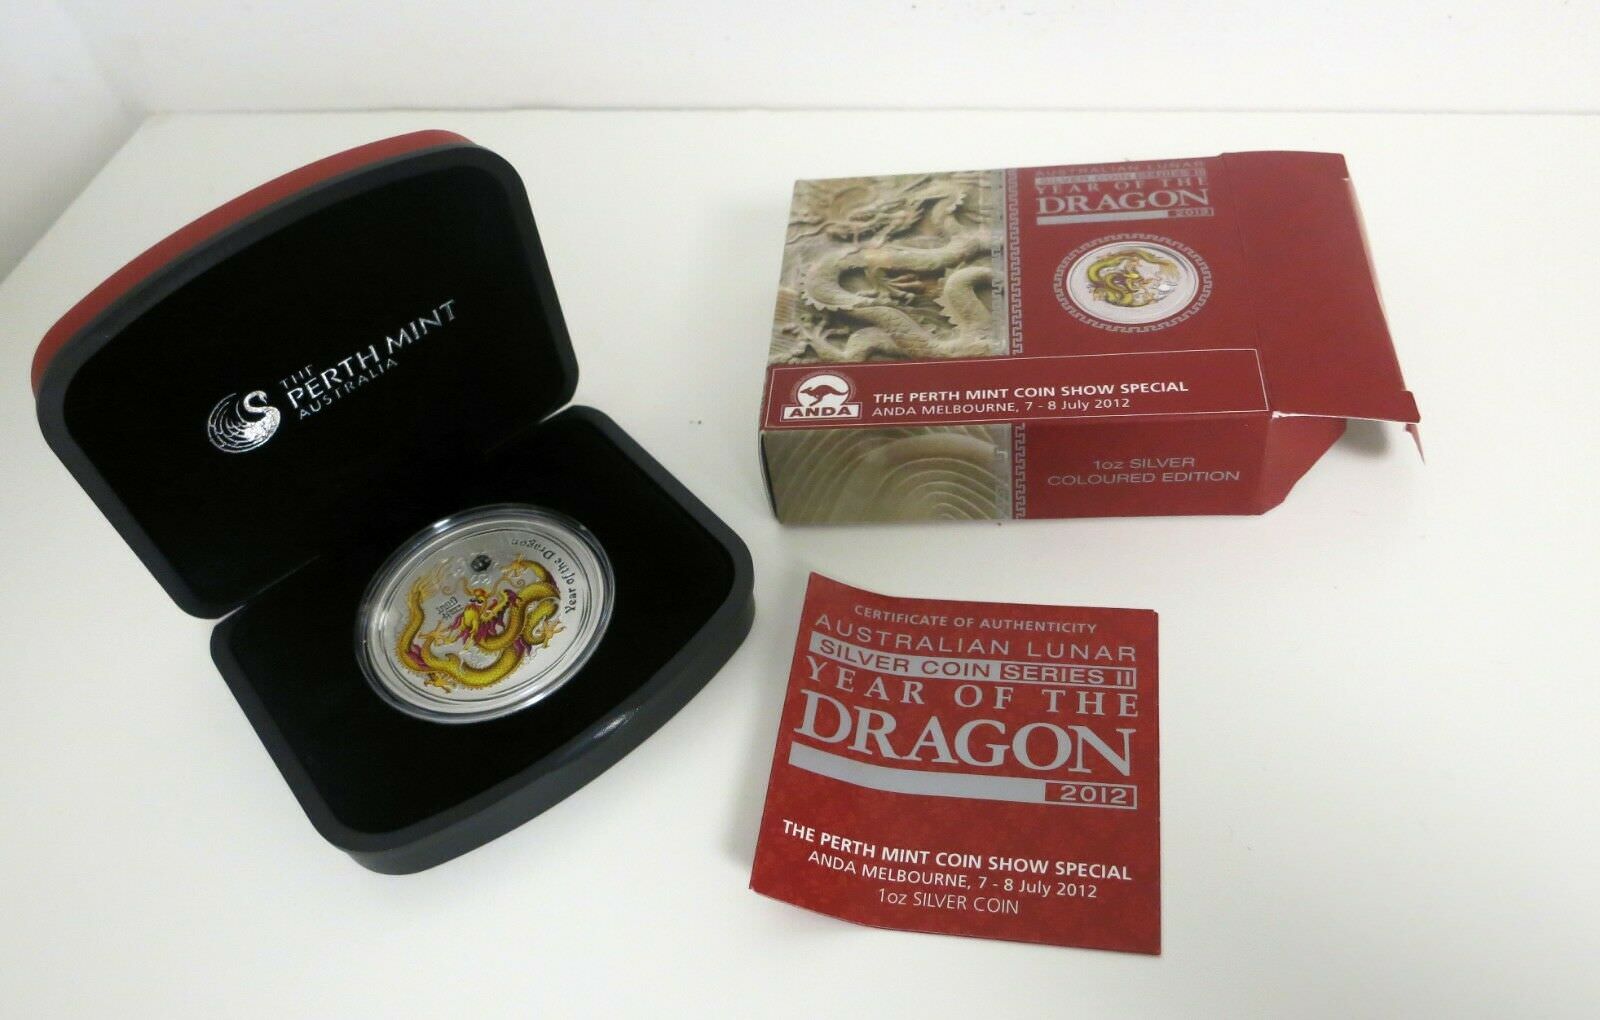 THE
PERTH MINT
AUSTRALIA
Year of the Dragon
AUSTRALIAN LUNAR
SILVER COIN SERIES II
YEAR OF THE
DRAGON
2012
ANDA
THE PERTH MINT COIN SHOW SPECIAL
ANDA MELBOURNE, 7 - 8 July 2012
1oz SILVER
COLOURED EDITION
CERTIFICATE OF AUTHENTICITY
AUSTRALIAN LUNAR
SILVER COIN SERIES II
YEAR OF THE
DRAGON
2012
THE PERTH MINT COIN SHOW SPECIAL
ANDA MELBOURNE, 7 - 8 July 2012
1oz SILVER COIN